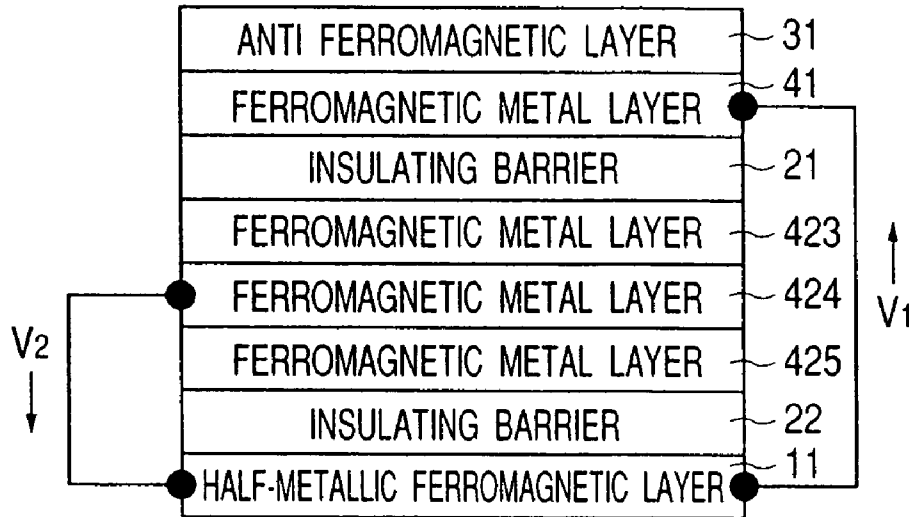 ANTI FERROMAGNETIC LAYER 31
FERROMAGNETIC METAL LAYER 41
INSULATING BARRIER 21
FERROMAGNETIC METAL LAYER 423
FERROMAGNETIC METAL LAYER 424
FERROMAGNETIC METAL LAYER 425
INSULATING BARRIER 22
HALF-METALLIC FERROMAGNETIC LAYER 11
V2
V1